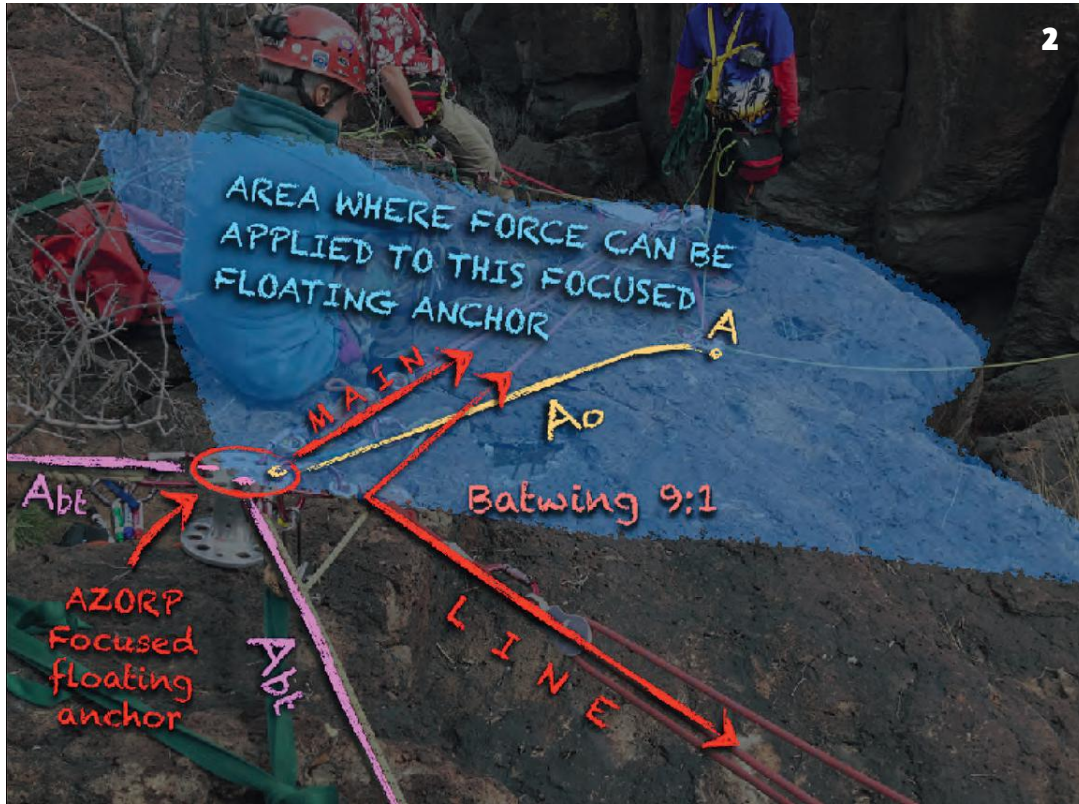 2
AREA WHERE FORCE CAN BE
APPLIED TO THIS FOCUSED
FLOATING ANCHOR
A
MAIN
Ao
Abt
Batwing 9:1
AZORP
Focused
floating
anchor
Abt
LINE